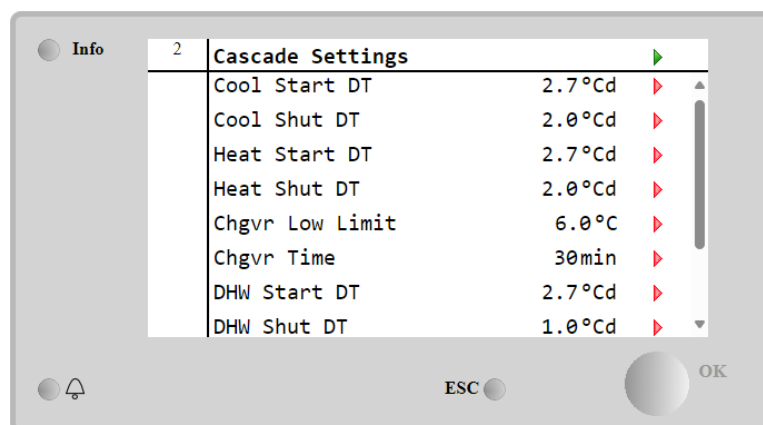 Info
2 Cascade Settings
Cool Start DT 2.7°Cd
Cool Shut DT 2.0°Cd
Heat Start DT 2.7°Cd
Heat Shut DT 2.0°Cd
Chgvr Low Limit 6.0°C
Chgvr Time 30min
DHW Start DT 2.7°Cd
DHW Shut DT 1.0°Cd
OK
ESC